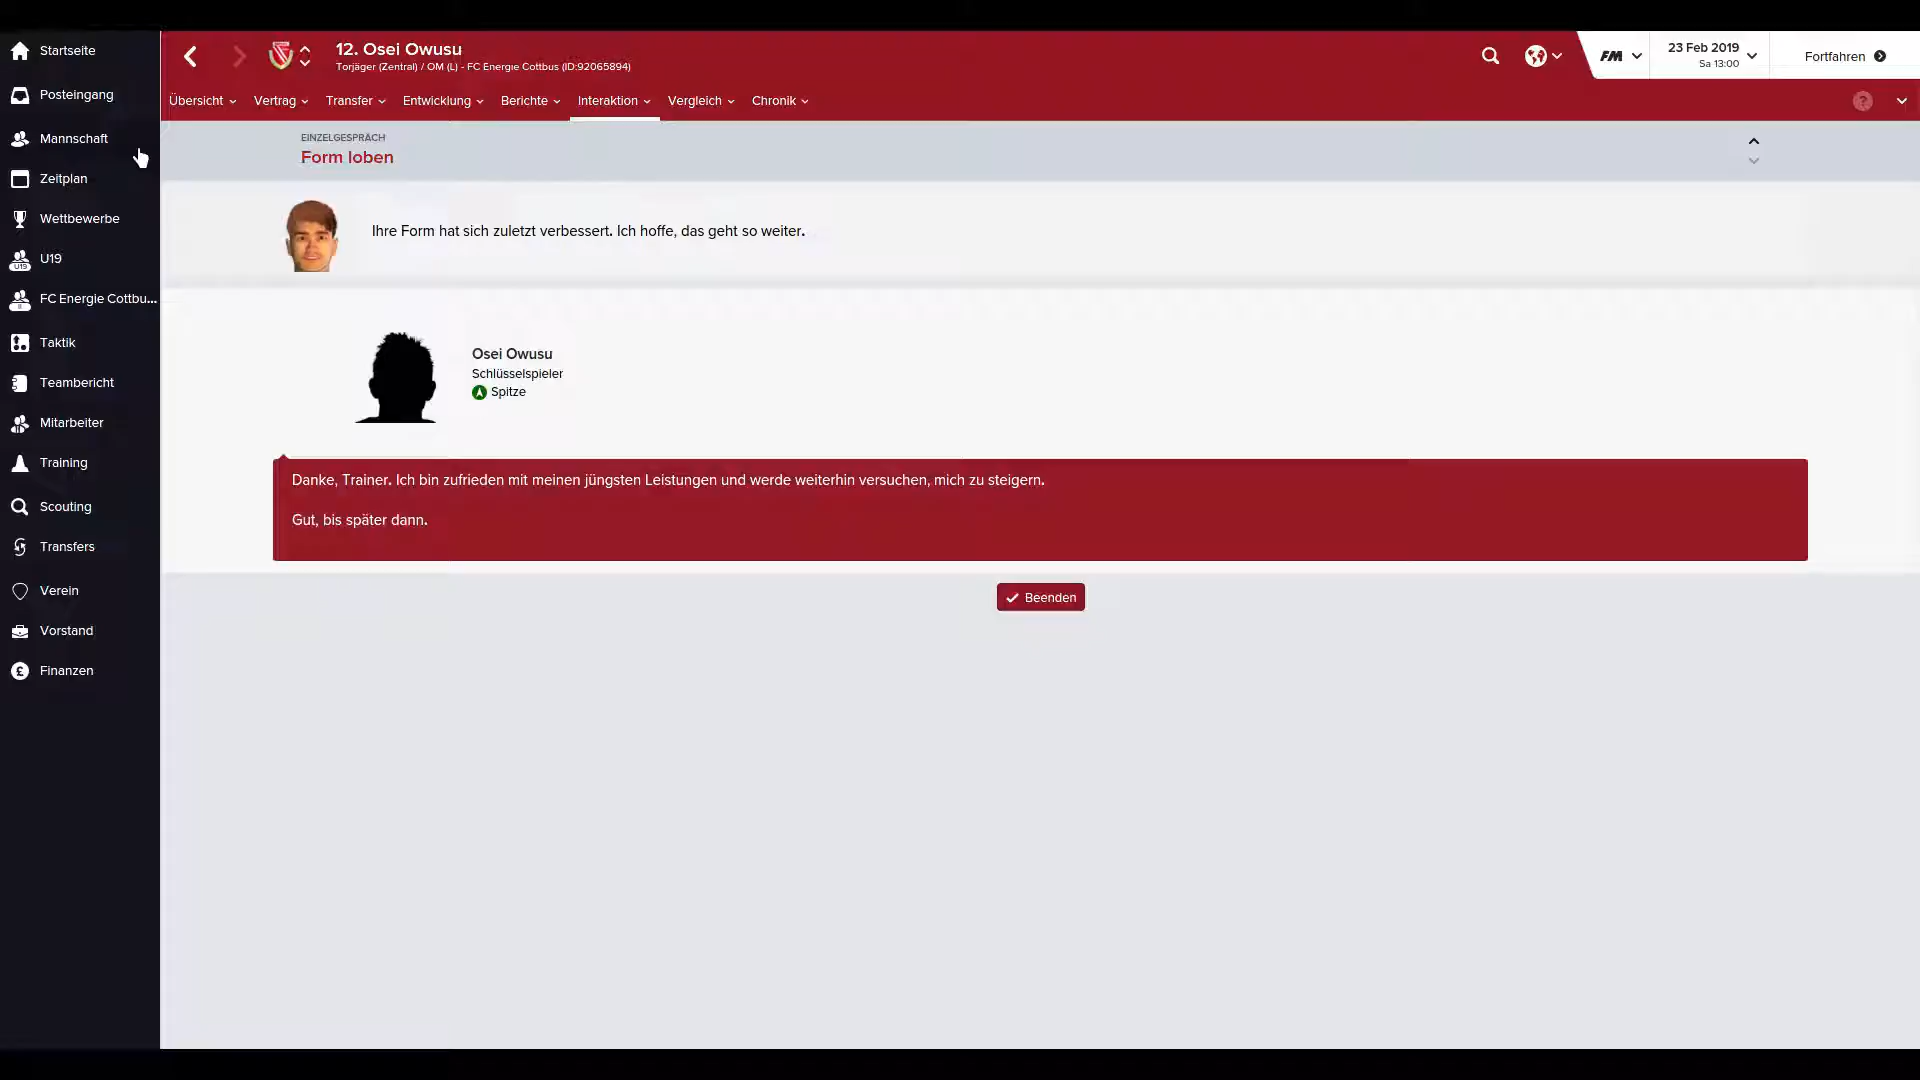 Startseite
Posteingang
Mannschaft
Zeitplan
Wettbewerbe
U19
U19
FC Energie Cottbu...
II
Taktik
Teambericht
Mitarbeiter
Training
Scouting
Transfers
Verein
Vorstand
£
Finanzen
12. Osei Owusu
Torjäger (Zentral) / OM (L) - FC Energie Cottbus (ID:92065894)
FM
23 Feb 2019
Sa 13:00
Fortfahren
Übersicht Vertrag Transfer Entwicklung Berichte Interaktion Vergleich Chronik ?
EINZELGESPRÄCH
Form loben
Ihre Form hat sich zuletzt verbessert. Ich hoffe, das geht so weiter.
Osei Owusu
Schlüsselspieler
Spitze
Danke, Trainer. Ich bin zufrieden mit meinen jüngsten Leistungen und werde weiterhin versuchen, mich zu steigern.
Gut, bis später dann.
Beenden